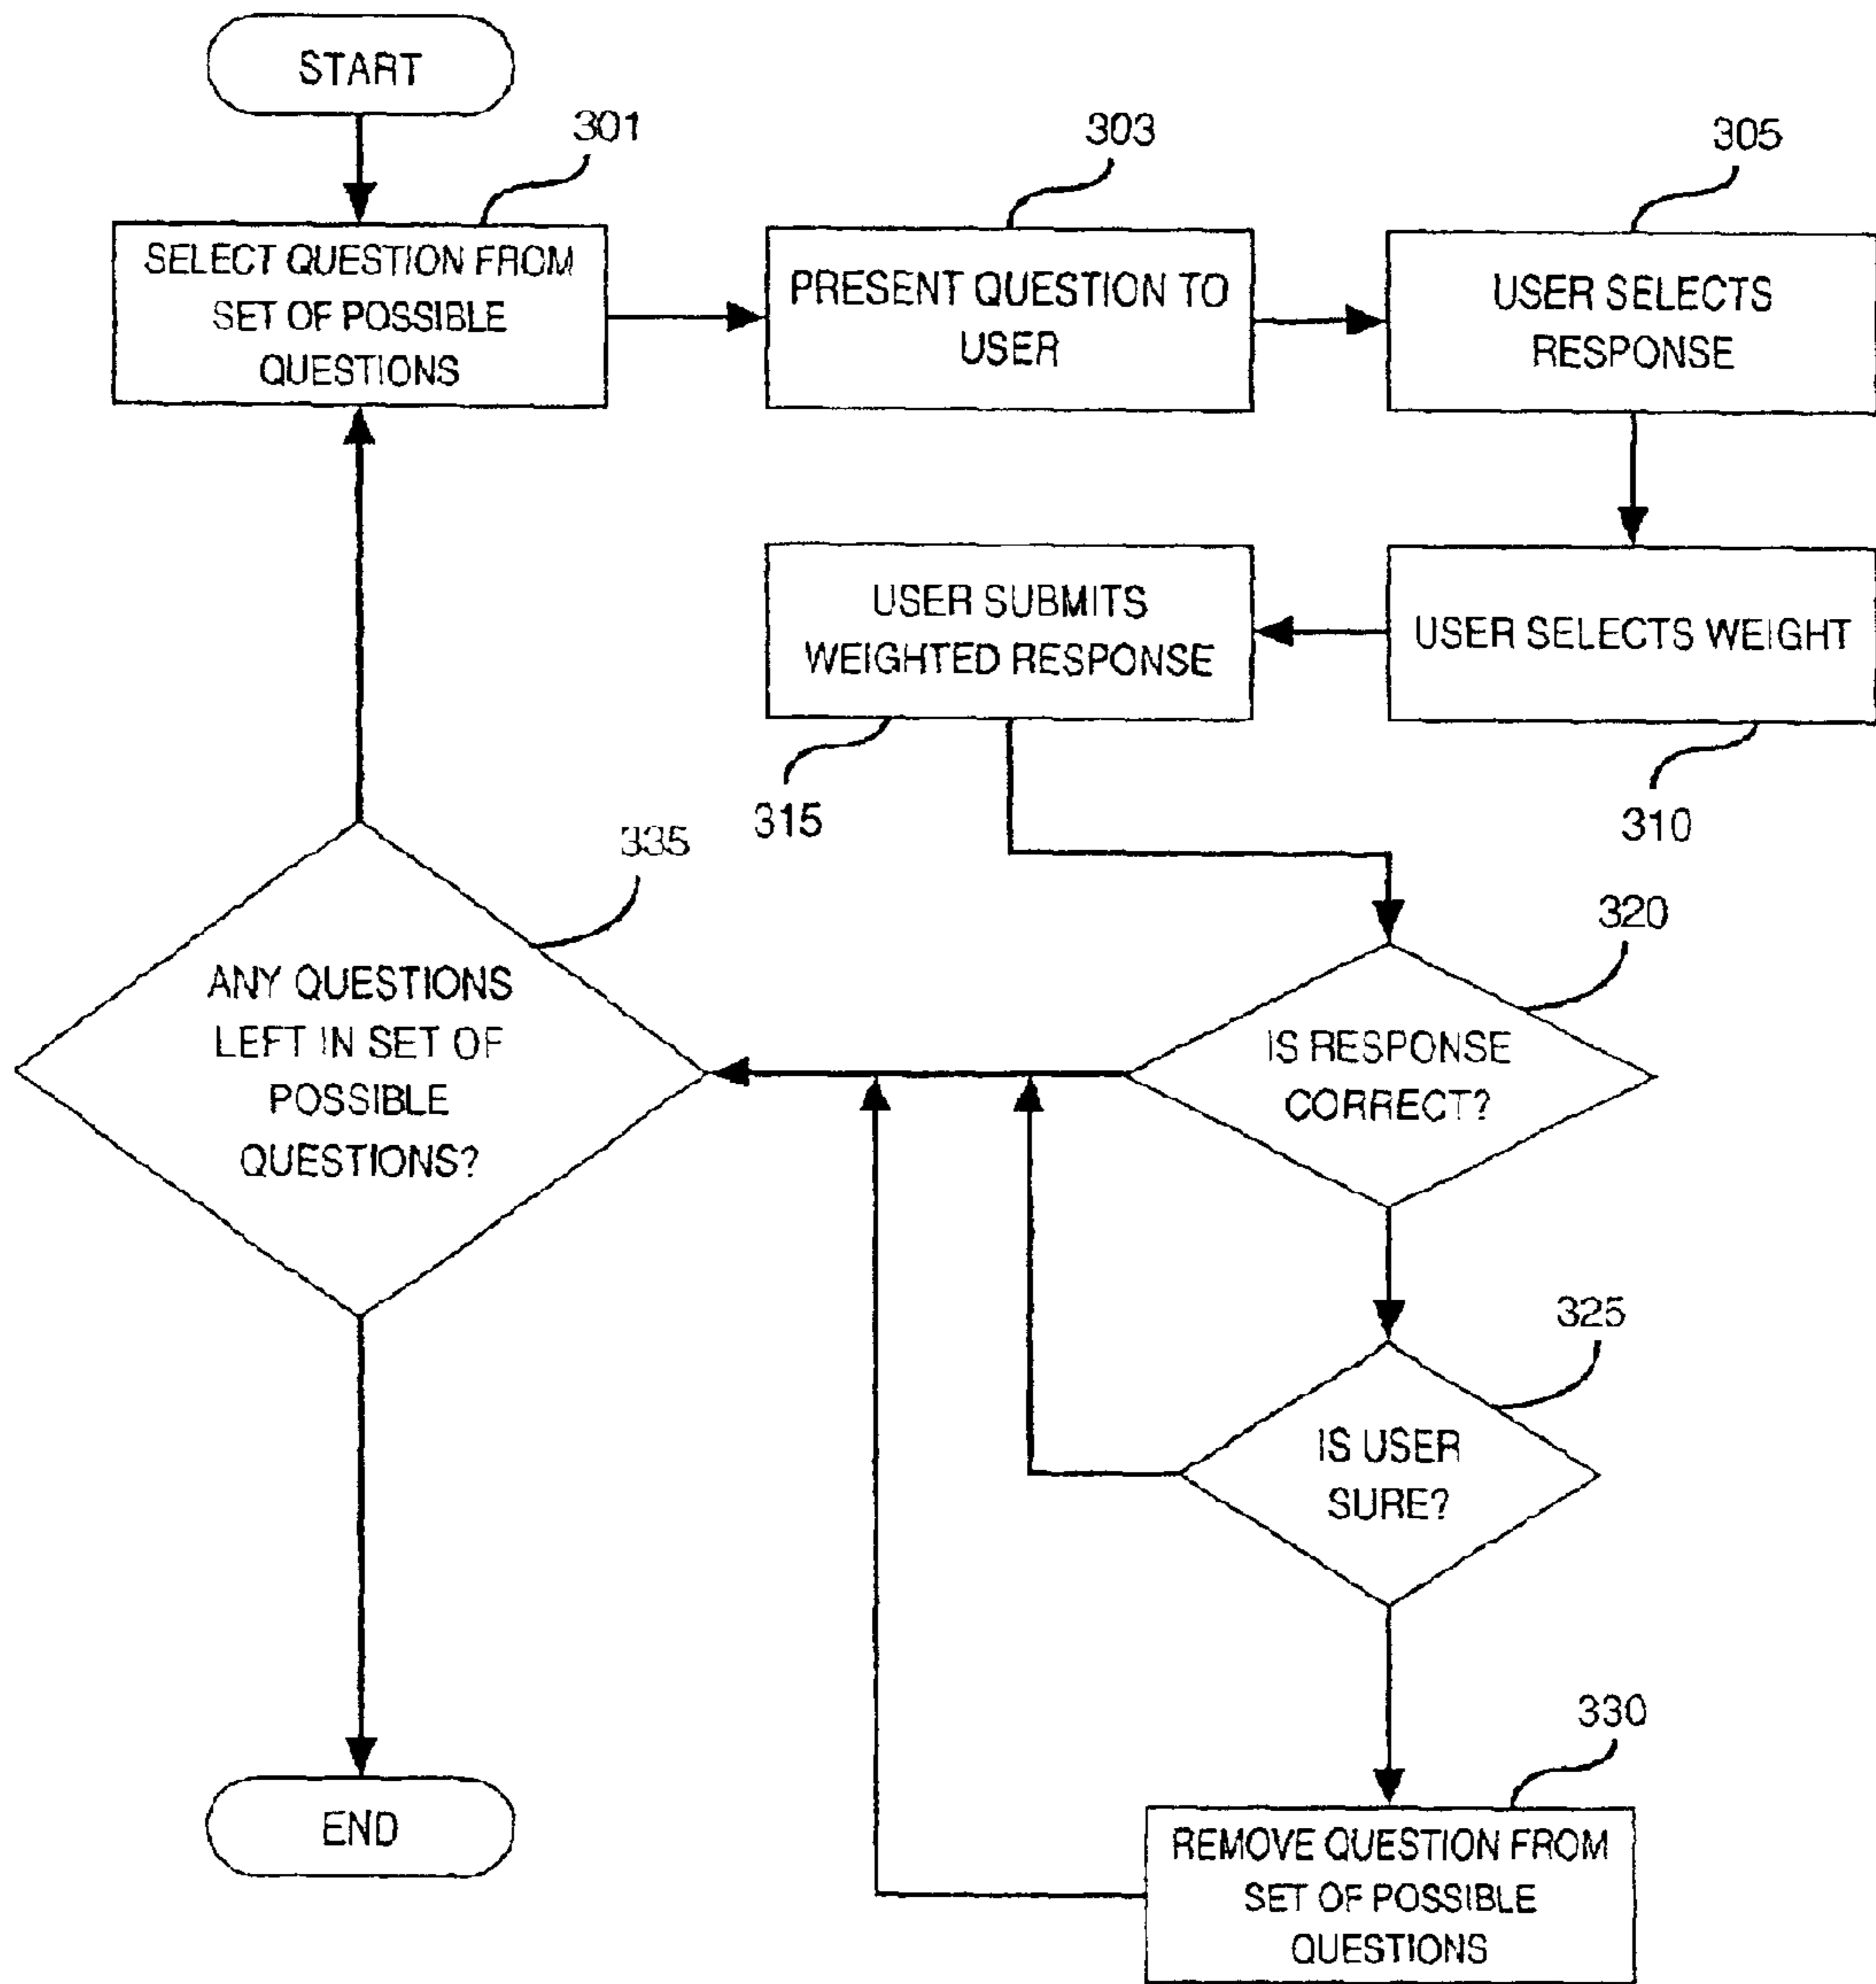 START
301
SELECT QUESTION FROM
SET OF POSSIBLE
QUESTIONS
303
PRESENT QUESTION TO
USER
305
USER SELECTS
RESPONSE
USER SELECTS WEIGHT
310
USER SUBMITS
WEIGHTED RESPONSE
315
320
IS RESPONSE
CORRECT?
325
IS USER
SURE?
330
REMOVE QUESTION FROM
SET OF POSSIBLE
QUESTIONS
335
ANY QUESTIONS
LEFT IN SET OF
POSSIBLE
QUESTIONS?
END